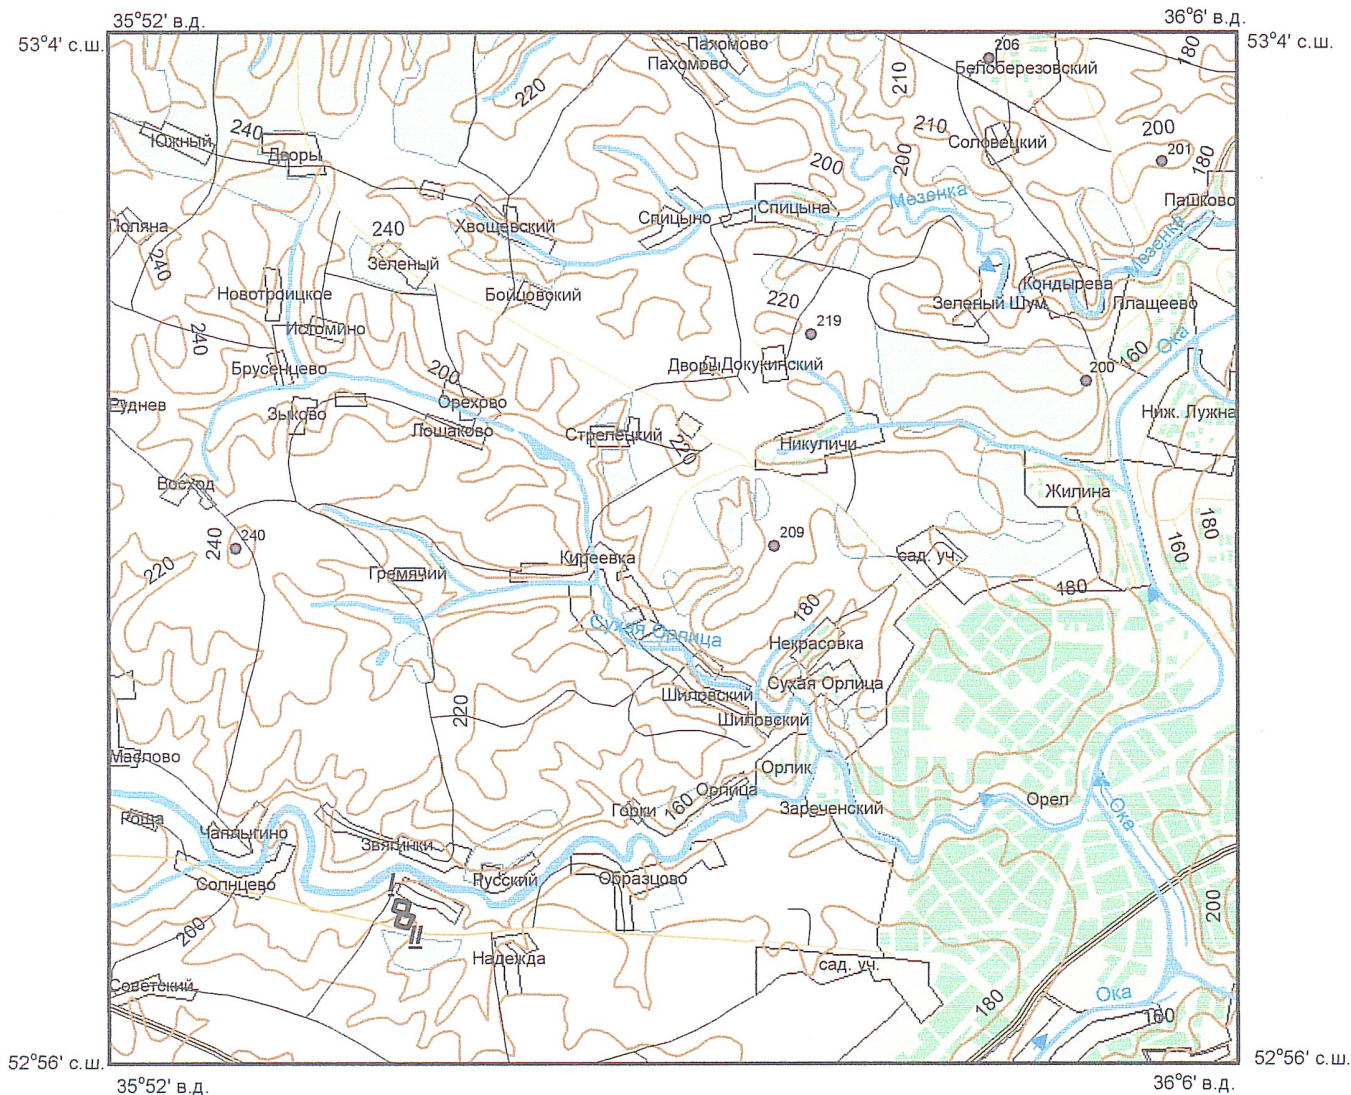 35°52' в.д.
36°6' в.д.
53°4' с.ш.
53°4' с.ш.
Пахомово
Пахомово
206
Белоберезовский
180
220
210
240
Южный
Дворы
210
Соловецкий
200
201
180
200
200
Мезенка
Пашково
Поляна
240
Хвощевский
Спицыно
Спицына
240
Зеленый
Мезенка
Новотроицкое
Бойцовский
220
Зеленый Шум
Кондырева
Плащеево
240
Истомино
219
Ока
160
Брусенцево
200
Дворы
Докукинский
200
Руднев
Зыково
Орехово
Лошаково
Стрелецкий
220
Никуличи
Ниж. Лужна
Восход
Жилина
240
240
220
209
180
160
Гремячий
Киреевка
сад. уч.
180
180
Сухая Орлица
Некрасовка
Шиловский
Сухая Орлица
220
Шиловский
Маслово
Орлик
Орлица
Горки
160
Зареченский
Орел
Ока
Роща
Чаплыгино
Звягинки
Солнцево
Русский
Образцово
I
8
II
200
200
Надежда
сад. уч.
Советский
180
Ока
160
52°56' с.ш.
52°56' с.ш.
35°52' в.д.
36°6' в.д.